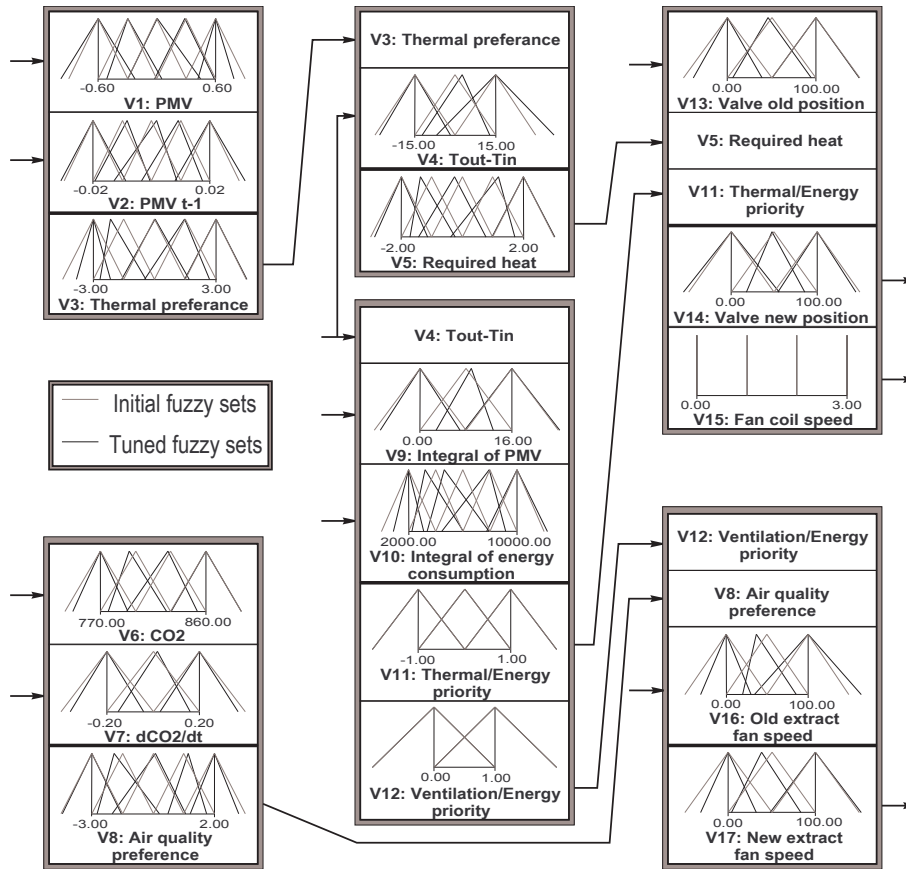 -0.60 0.60
V1: PMV
-0.02 0.02
V2: PMV t-1
-3.00 3.00
V3: Thermal preferance
Initial fuzzy sets
Tuned fuzzy sets
770.00 860.00
V6: CO2
-0.20 0.20
V7: dCO2/dt
-3.00 2.00
V8: Air quality
preference
V3: Thermal preferance
-15.00 15.00
V4: Tout-Tin
-2.00 2.00
V5: Required heat
V4: Tout-Tin
0.00 16.00
V9: Integral of PMV
2000.00 10000.00
V10: Integral of energy
consumption
-1.00 1.00
V11: Thermal/Energy
priority
0.00 1.00
V12: Ventilation/Energy
priority
0.00 100.00
V13: Valve old position
V5: Required heat
V11: Thermal/Energy
priority
0.00 100.00
V14: Valve new position
0.00 3.00
V15: Fan coil speed
V12: Ventilation/Energy
priority
V8: Air quality
preference
0.00 100.00
V16: Old extract
fan speed
0.00 100.00
V17: New extract
fan speed